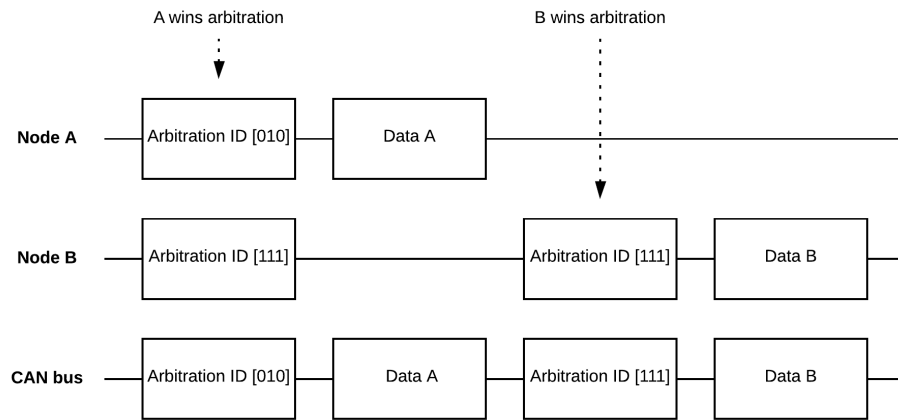 A wins arbitration
B wins arbitration
Node A
Arbitration ID [010]
Data A
Node B
Arbitration ID [111]
Arbitration ID [111]
Data B
CAN bus
Arbitration ID [010]
Data A
Arbitration ID [111]
Data B